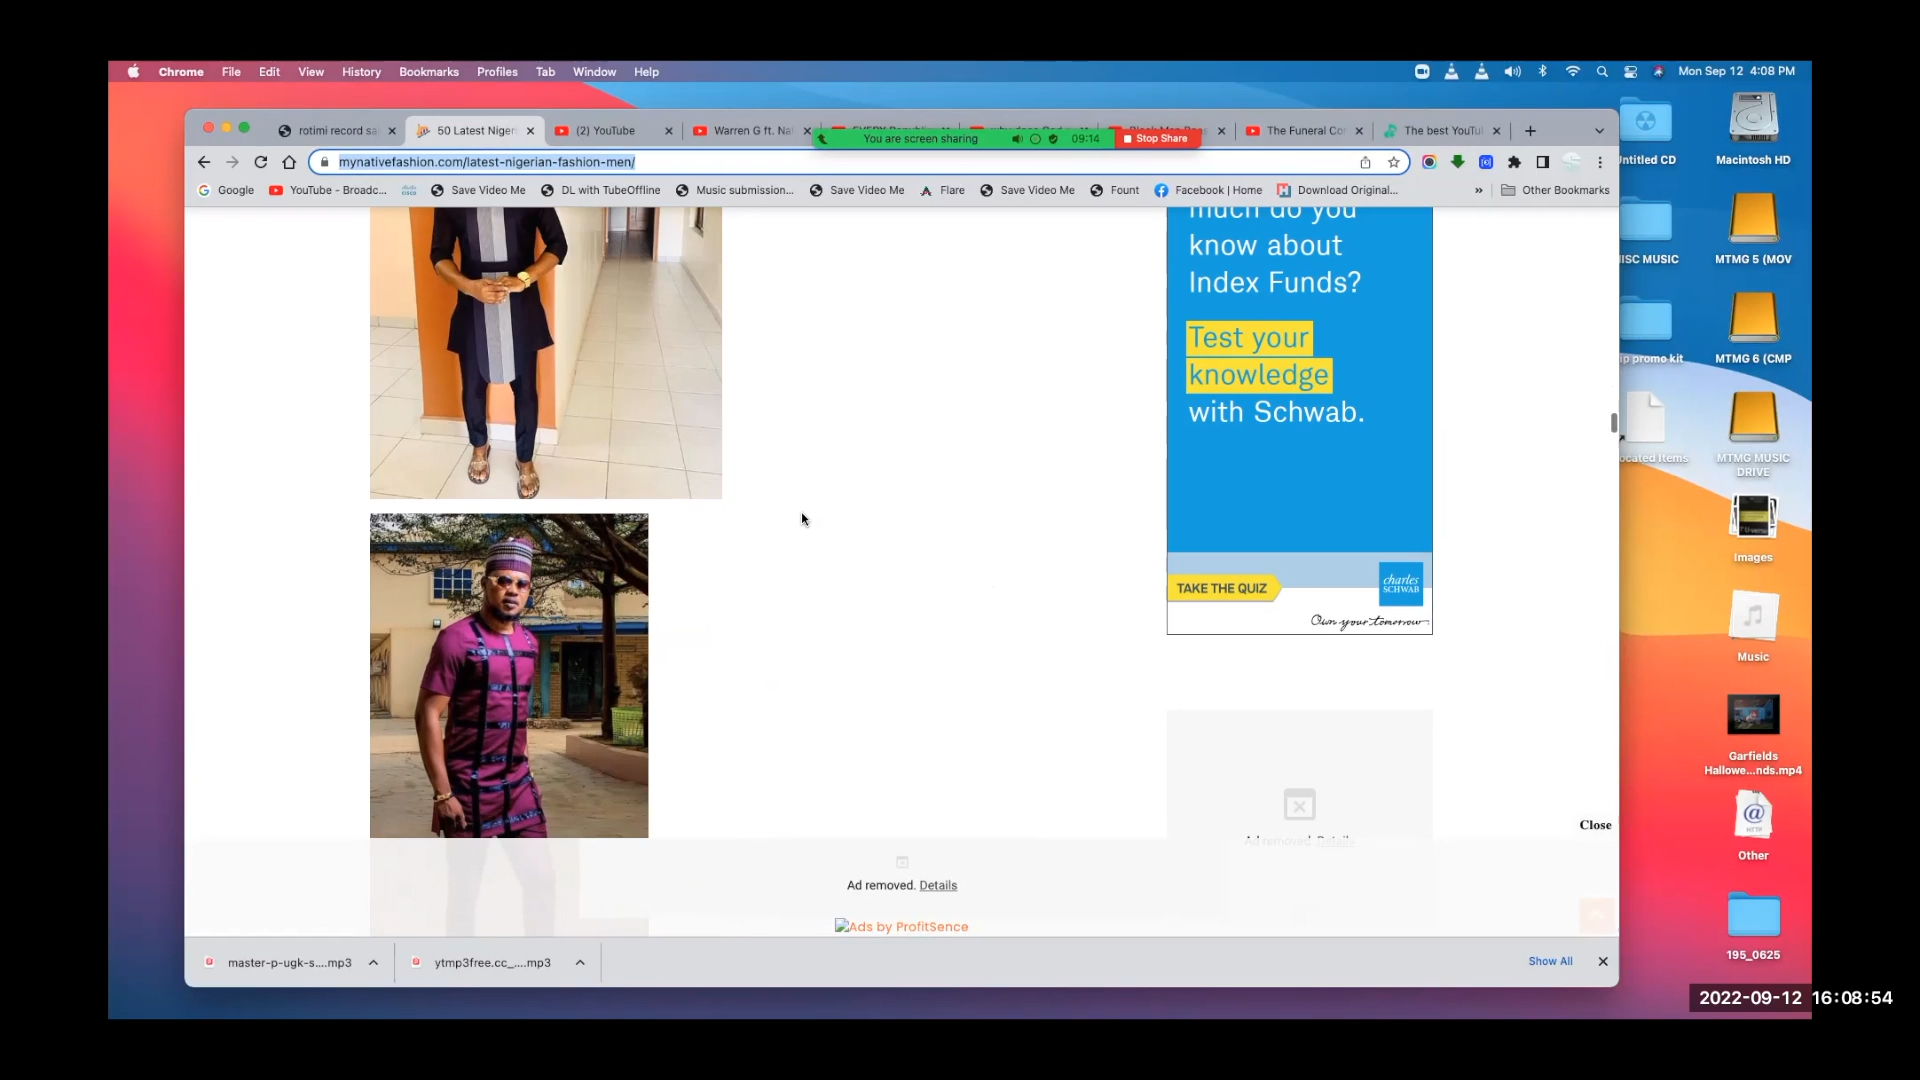 Chrome File Edit View History Bookmarks Profiles Tab Window Help
Mon Sep 12 4:08 PM
rotimi record sa
50 Latest Niger
(2) YouTube
Warren G ft. Na
The Funeral Co
The best YouTu
You are screen sharing
09:14
Stop Share
mynativefashion.com/latest-nigerian-fashion-men/
Google
YouTube - Broadc...
Save Video Me
DL with TubeOffline
Music submission...
Save Video Me
Flare
Save Video Me
Fount
Facebook | Home
Download Original...
»
Other Bookmarks
much do you
know about
Index Funds?
Test your
knowledge
with Schwab.
TAKE THE QUIZ
charles
SCHWAB
Own your tomorrow
Ad removed. Details
Close
Ad removed. Details
Ads by ProfitSence
master-p-ugk-s....mp3
ytmp3free.cc_....mp3
Show All
ntitled CD
Macintosh HD
ISC MUSIC
MTMG 5 (MOV
ip promo kit
MTMG 6 (CMP
ocated Items
MTMG MUSIC
DRIVE
Images
Music
Garfields
Hallowe...nds.mp4
HTTP
Other
195_0625
2022-09-12 16:08:54